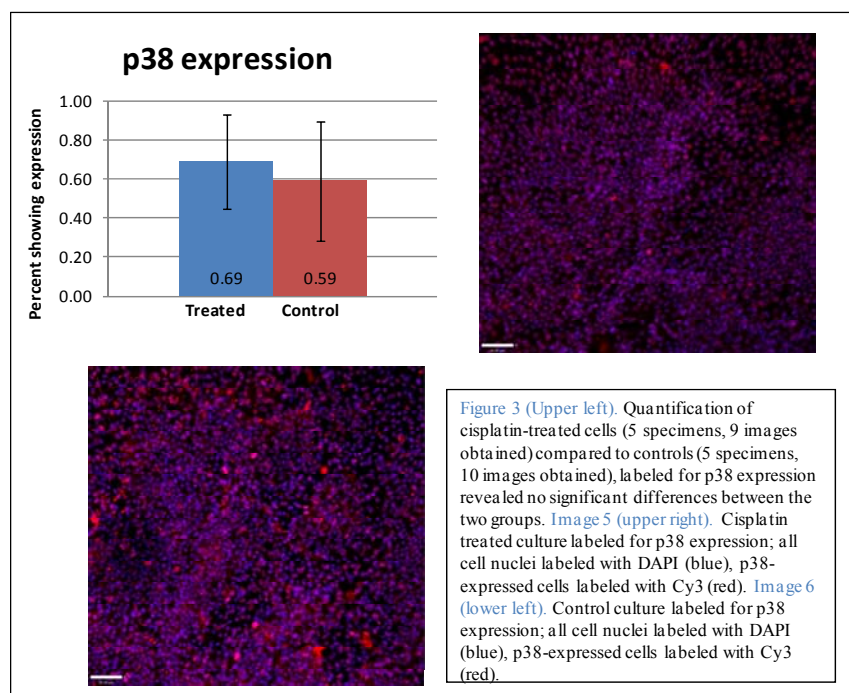 p38 expression
Percent showing expression
1.00
0.80
0.60
0.40
0.20
0.00
0.69
0.59
Treated
Control
Figure 3 (Upper left). Quantification of
cisplatin-treated cells (5 specimens, 9 images
obtained) compared to controls (5 specimens,
10 images obtained), labeled for p38 expression
revealed no significant differences between the
two groups. Image 5 (upper right). Cisplatin
treated culture labeled for p38 expression; all
cell nuclei labeled with DAPI (blue), p38-
expressed cells labeled with Cy3 (red). Image 6
(lower left). Control culture labeled for p38
expression; all cell nuclei labeled with DAPI
(blue), p38-expressed cells labeled with Cy3
(red).